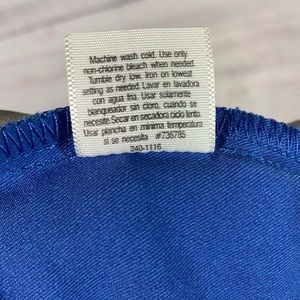 Machine wash cold. Use only
non-chlorine bleach when needed.
Tumble dry low. Iron on lowest
setting as needed. Lavar en lavadora
con agua fria. Usar solamente
blanqueador sin cloro, cuando se
necesite. Secar en secadora ciclo lento.
Usar plancha en minima temperatura
si se necesita #736785
240-1116